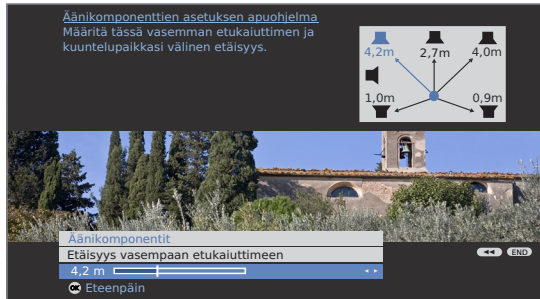 Äänikomponenttien asetuksen apuohjelma
Määritä tässä vasemman etukaiuttimen ja
kuuntelupaikkasi välinen etäisyys.
4,2m 2,7m 4,0m
1,0m 0,9m
Äänikomponentit
Etäisyys vasempaan etukaiuttimeen
4,2 m
END
OK Eteenpäin